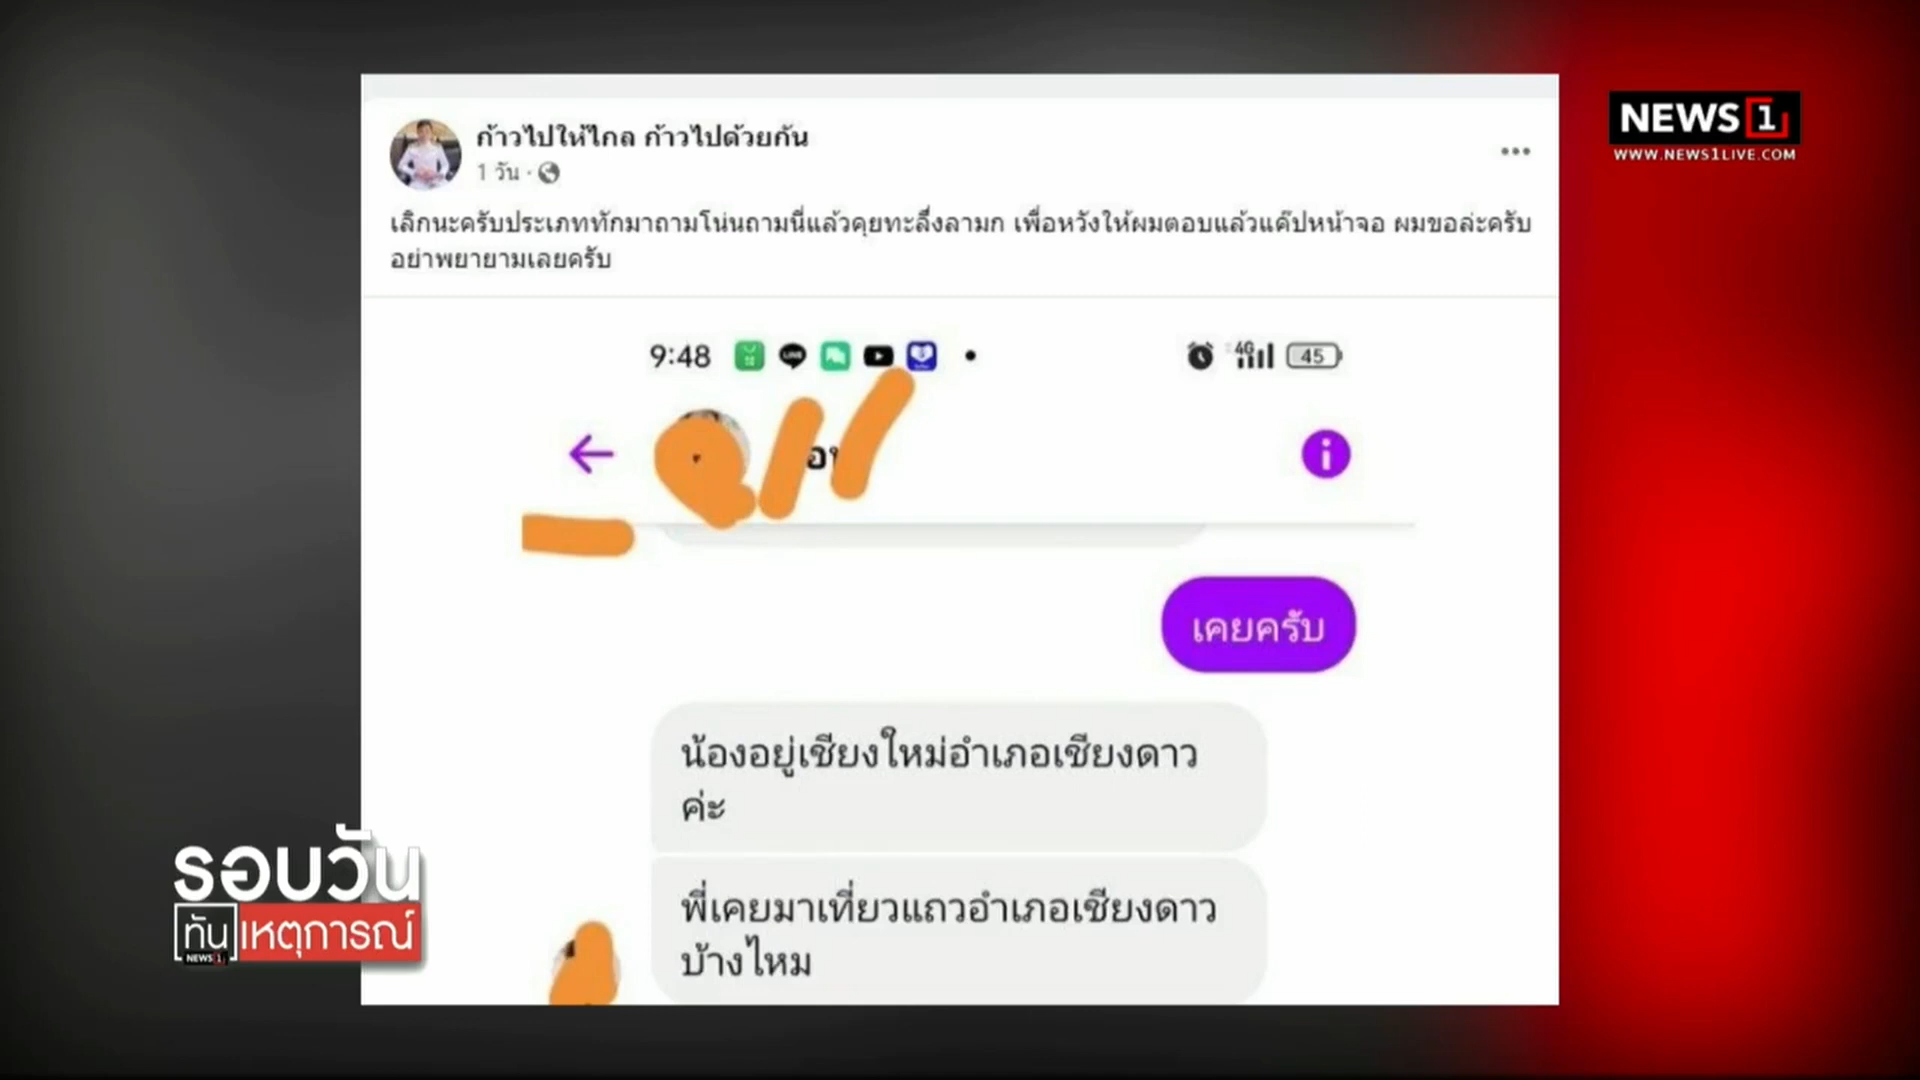 NEWS 1
WWW.NEWS1LIVE.COM
ก้าวไปให้ไกล ก้าวไปด้วยกัน
1 วัน ·
เลิกนะครับประเภททักมาถามโน่นถามนี่แล้วคุยทะลึ่งลามก เพื่อหวังให้ผมตอบแล้วแค๊ปหน้าจอ ผมขอล่ะครับ
อย่าพยายามเลยครับ
9:48
LINE
4G
45
เคยครับ
น้องอยู่เชียงใหม่อำเภอเชียงดาว
ค่ะ
พี่เคยมาเที่ยวแถวอำเภอเชียงดาว
บ้างไหม
รอบวัน
ทันเหตุการณ์
NEWS 1